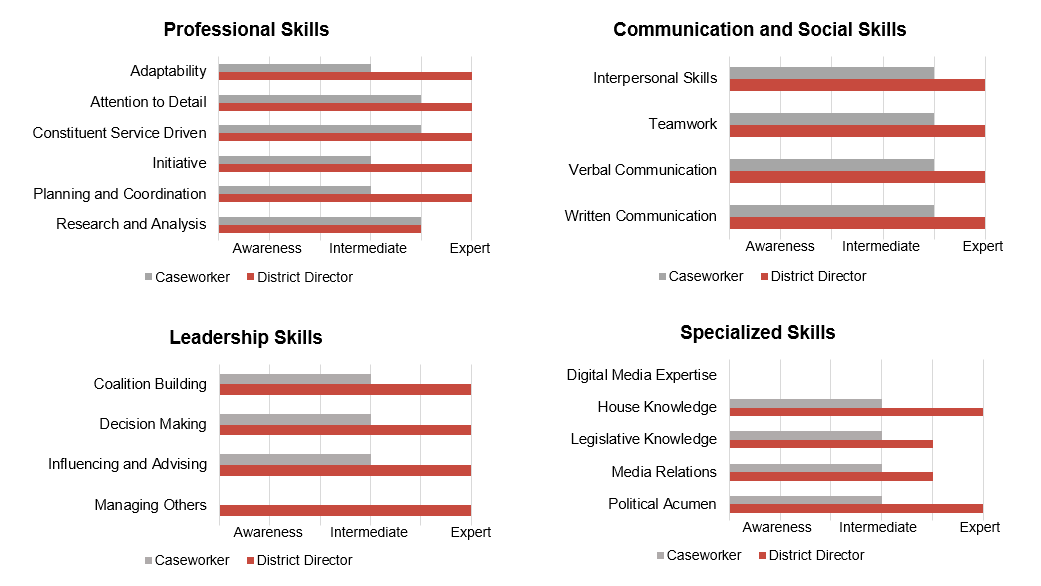 Professional Skills
Adaptability
Attention to Detail
Constituent Service Driven
Initiative
Planning and Coordination
Research and Analysis
Awareness Intermediate Expert
Caseworker District Director
Communication and Social Skills
Interpersonal Skills
Teamwork
Verbal Communication
Written Communication
Awareness Intermediate Expert
Caseworker District Director
Leadership Skills
Coalition Building
Decision Making
Influencing and Advising
Managing Others
Awareness Intermediate Expert
Caseworker District Director
Specialized Skills
Digital Media Expertise
House Knowledge
Legislative Knowledge
Media Relations
Political Acumen
Awareness Intermediate Expert
Caseworker District Director